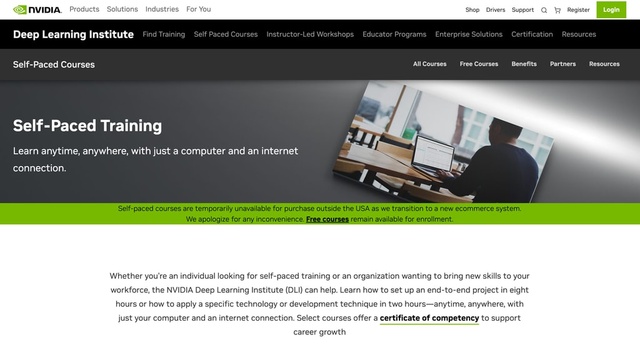 NVIDIA.
Products Solutions Industries For You
Shop Drivers Support Register Login
Deep Learning Institute Find Training Self Paced Courses Instructor-Led Workshops Educator Programs Enterprise Solutions Certification Resources
Self-Paced Courses All Courses Free Courses Benefits Partners Resources
Self-Paced Training
Learn anytime, anywhere, with just a computer and an internet
connection.
Self-paced courses are temporarily unavailable for purchase outside the USA as we transition to a new ecommerce system.
We apologize for any inconvenience. Free courses remain available for enrollment.
Whether you're an individual looking for self-paced training or an organization wanting to bring new skills to your
workforce, the NVIDIA Deep Learning Institute (DLI) can help. Learn how to set up an end-to-end project in eight
hours or how to apply a specific technology or development technique in two hours—anytime, anywhere, with
just your computer and an internet connection. Select courses offer a certificate of competency to support
career growth